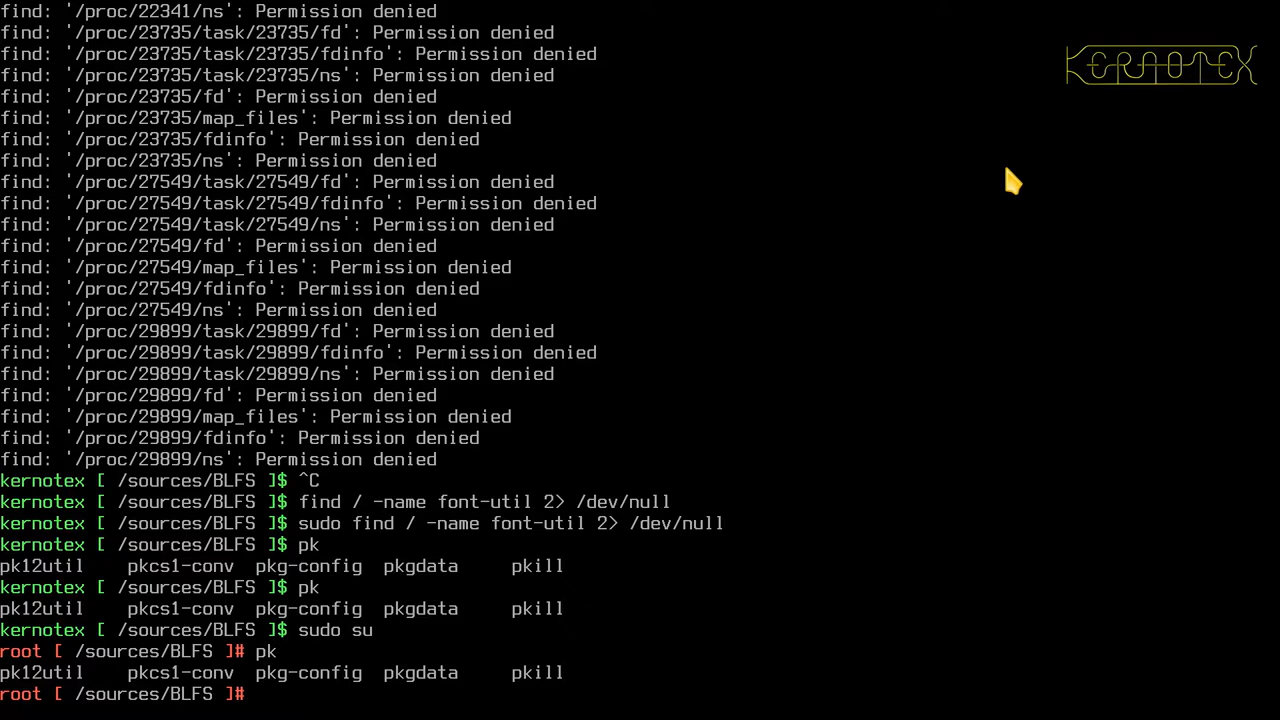 find: '/proc/22341/ns': Permission denied
find: '/proc/23735/task/23735/fd': Permission denied
find: '/proc/23735/task/23735/fdinfo': Permission denied
find: '/proc/23735/task/23735/ns': Permission denied
find: '/proc/23735/fd': Permission denied
find: '/proc/23735/map_files': Permission denied
find: '/proc/23735/fdinfo': Permission denied
find: '/proc/23735/ns': Permission denied
find: '/proc/27549/task/27549/fd': Permission denied
find: '/proc/27549/task/27549/fdinfo': Permission denied
find: '/proc/27549/task/27549/ns': Permission denied
find: '/proc/27549/fd': Permission denied
find: '/proc/27549/map_files': Permission denied
find: '/proc/27549/fdinfo': Permission denied
find: '/proc/27549/ns': Permission denied
find: '/proc/29899/task/29899/fd': Permission denied
find: '/proc/29899/task/29899/fdinfo': Permission denied
find: '/proc/29899/task/29899/ns': Permission denied
find: '/proc/29899/fd': Permission denied
find: '/proc/29899/map_files': Permission denied
find: '/proc/29899/fdinfo': Permission denied
find: '/proc/29899/ns': Permission denied
kernotex [ /sources/BLFS ]$ ^C
kernotex [ /sources/BLFS ]$ find / -name font-util 2> /dev/null
kernotex [ /sources/BLFS ]$ sudo find / -name font-util 2> /dev/null
kernotex [ /sources/BLFS ]$ pk
pk12util    pkcs1-conv  pkg-config  pkgdata     pkill
kernotex [ /sources/BLFS ]$ pk
pk12util    pkcs1-conv  pkg-config  pkgdata     pkill
kernotex [ /sources/BLFS ]$ sudo su
root [ /sources/BLFS ]# pk
pk12util    pkcs1-conv  pkg-config  pkgdata     pkill
root [ /sources/BLFS ]#
KERNOTEX